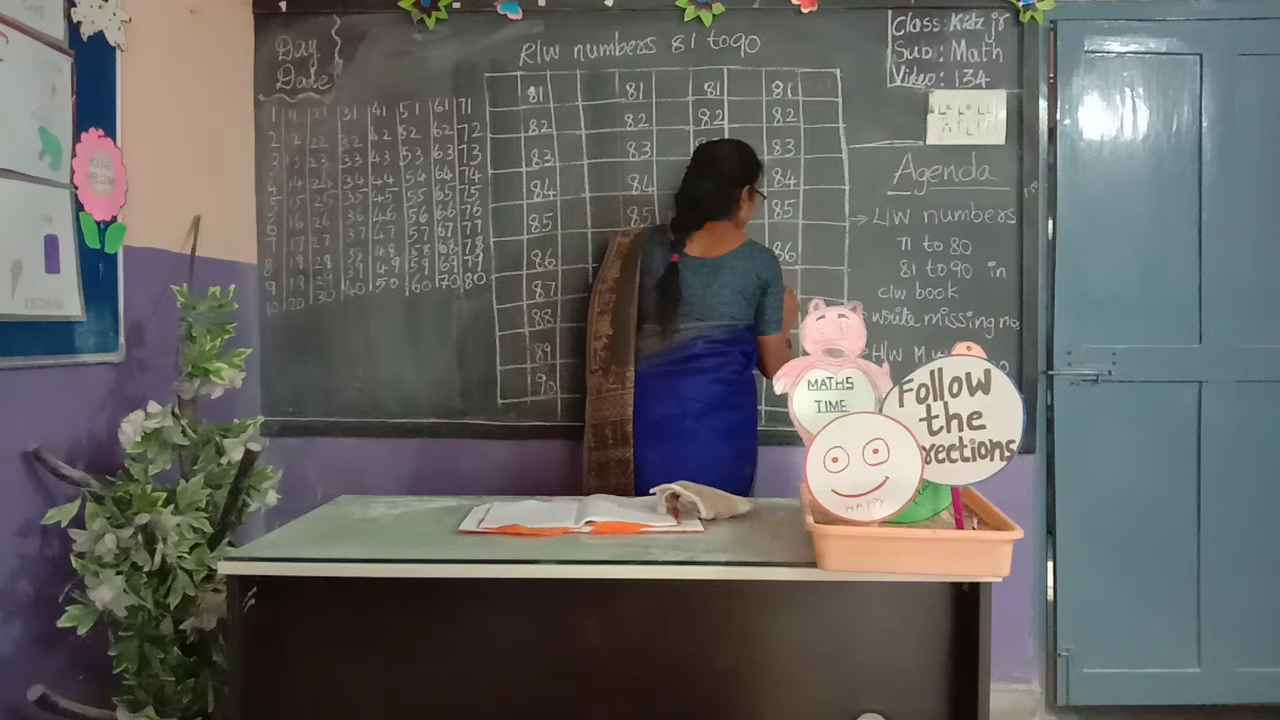 Day
Date
R/w numbers 81 to 90
Class: Kidz jr
Sub: Math
Video: 134
1 11 21 31 41 51 61 71
2 12 22 32 42 52 62 72
3 13 23 33 43 53 63 73
4 14 24 34 44 54 64 74
5 15 25 35 45 55 65 75
6 16 26 36 46 56 66 76
7 17 27 37 47 57 67 77
8 18 28 38 48 58 68 78
9 19 29 39 49 59 69 79
10 20 30 40 50 60 70 80
81 81 81 81
82 82 82 82
83 83 83
84 84 84
85 85 85
86 86
87
88
89
90
Agenda
→ L/W numbers
71 to 80
81 to 90 in
c/w book
write missing no
H/W
MATHS
TIME
Follow
the
rections
HAPPY